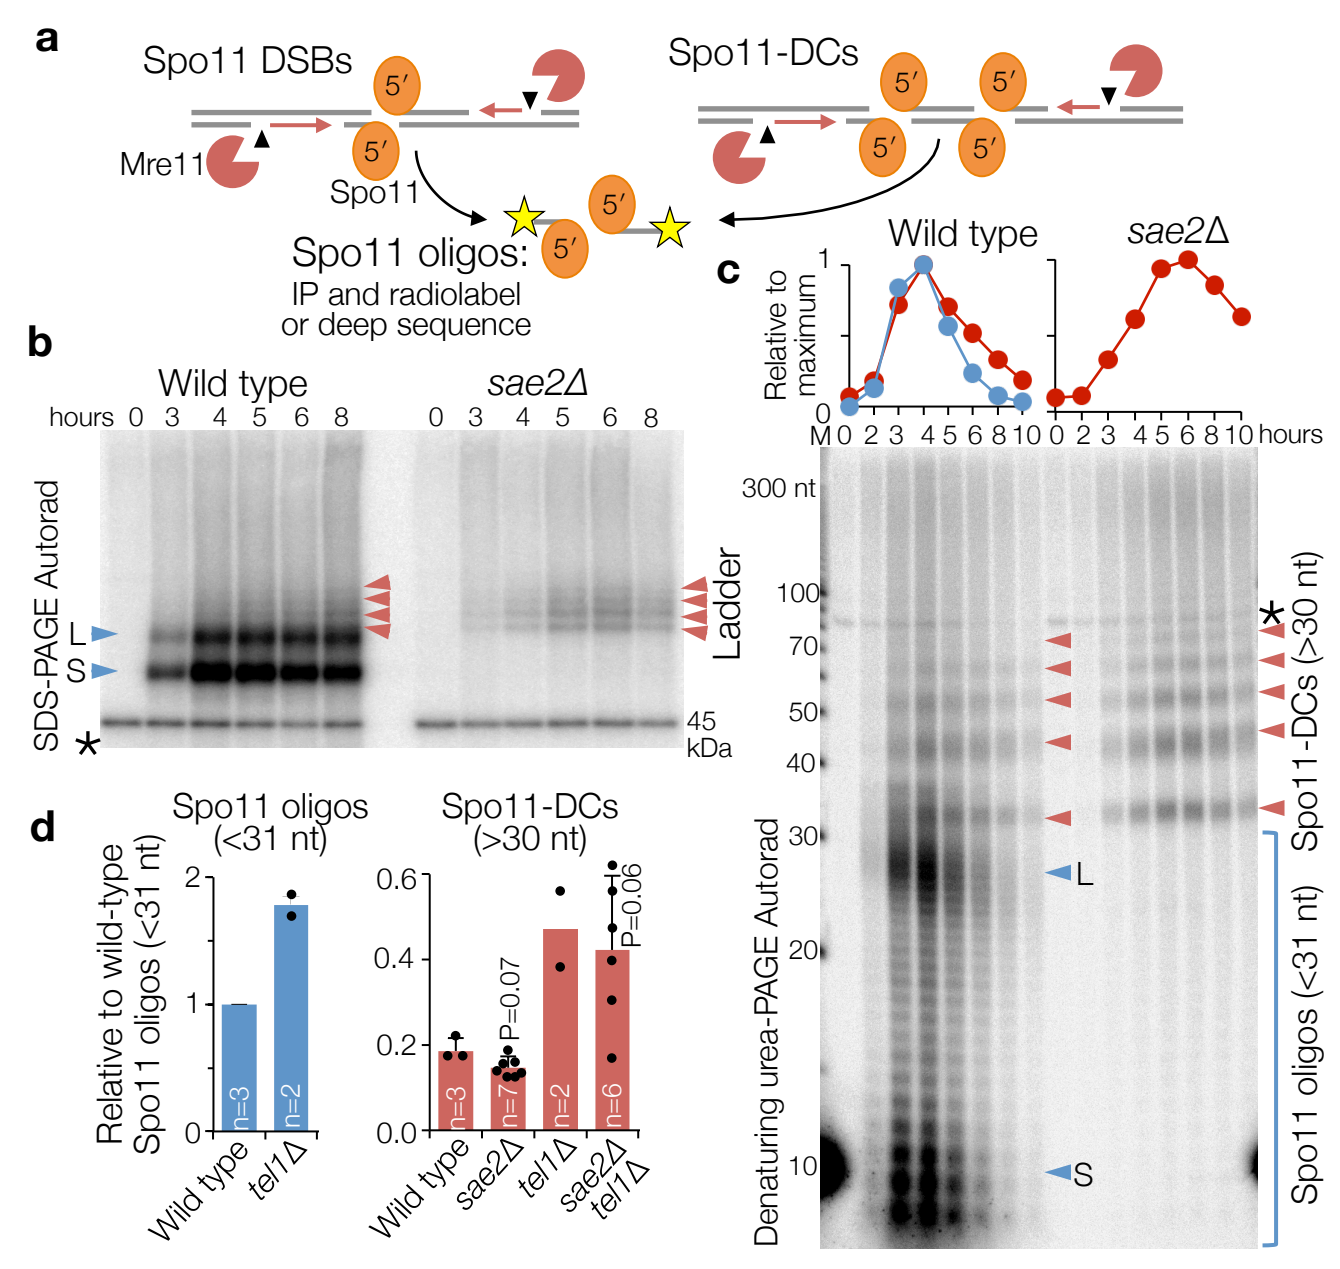 a
Spo11 DSBs
Spo11-DCs
5′
5′
5′
5′
5′
5′
Mre11
Spo11
5′
5′
Spo11 oligos:
IP and radiolabel
or deep sequence
b
Wild type
sae2Δ
hours 0 3 4 5 6 8
0 3 4 5 6 8
SDS-PAGE Autorad
L
S
*
Ladder
45
kDa
c
Wild type
sae2Δ
Relative to
maximum
1
0
M 0 2 3 4 5 6 8 10
0 2 3 4 5 6 8 10 hours
300 nt
100
70
50
40
30
20
10
Denaturing urea-PAGE Autorad
L
S
*
Spo11-DCs (>30 nt)
Spo11 oligos (<31 nt)
d
Spo11 oligos
(<31 nt)
Spo11-DCs
(>30 nt)
Relative to wild-type
Spo11 oligos (<31 nt)
2
1
0
n=3
n=2
Wild type
tel1Δ
0.6
0.4
0.2
0.0
P=0.07
P=0.06
n=3
n=7
n=2
n=6
Wild type
sae2Δ
tel1Δ
sae2Δ
tel1Δ